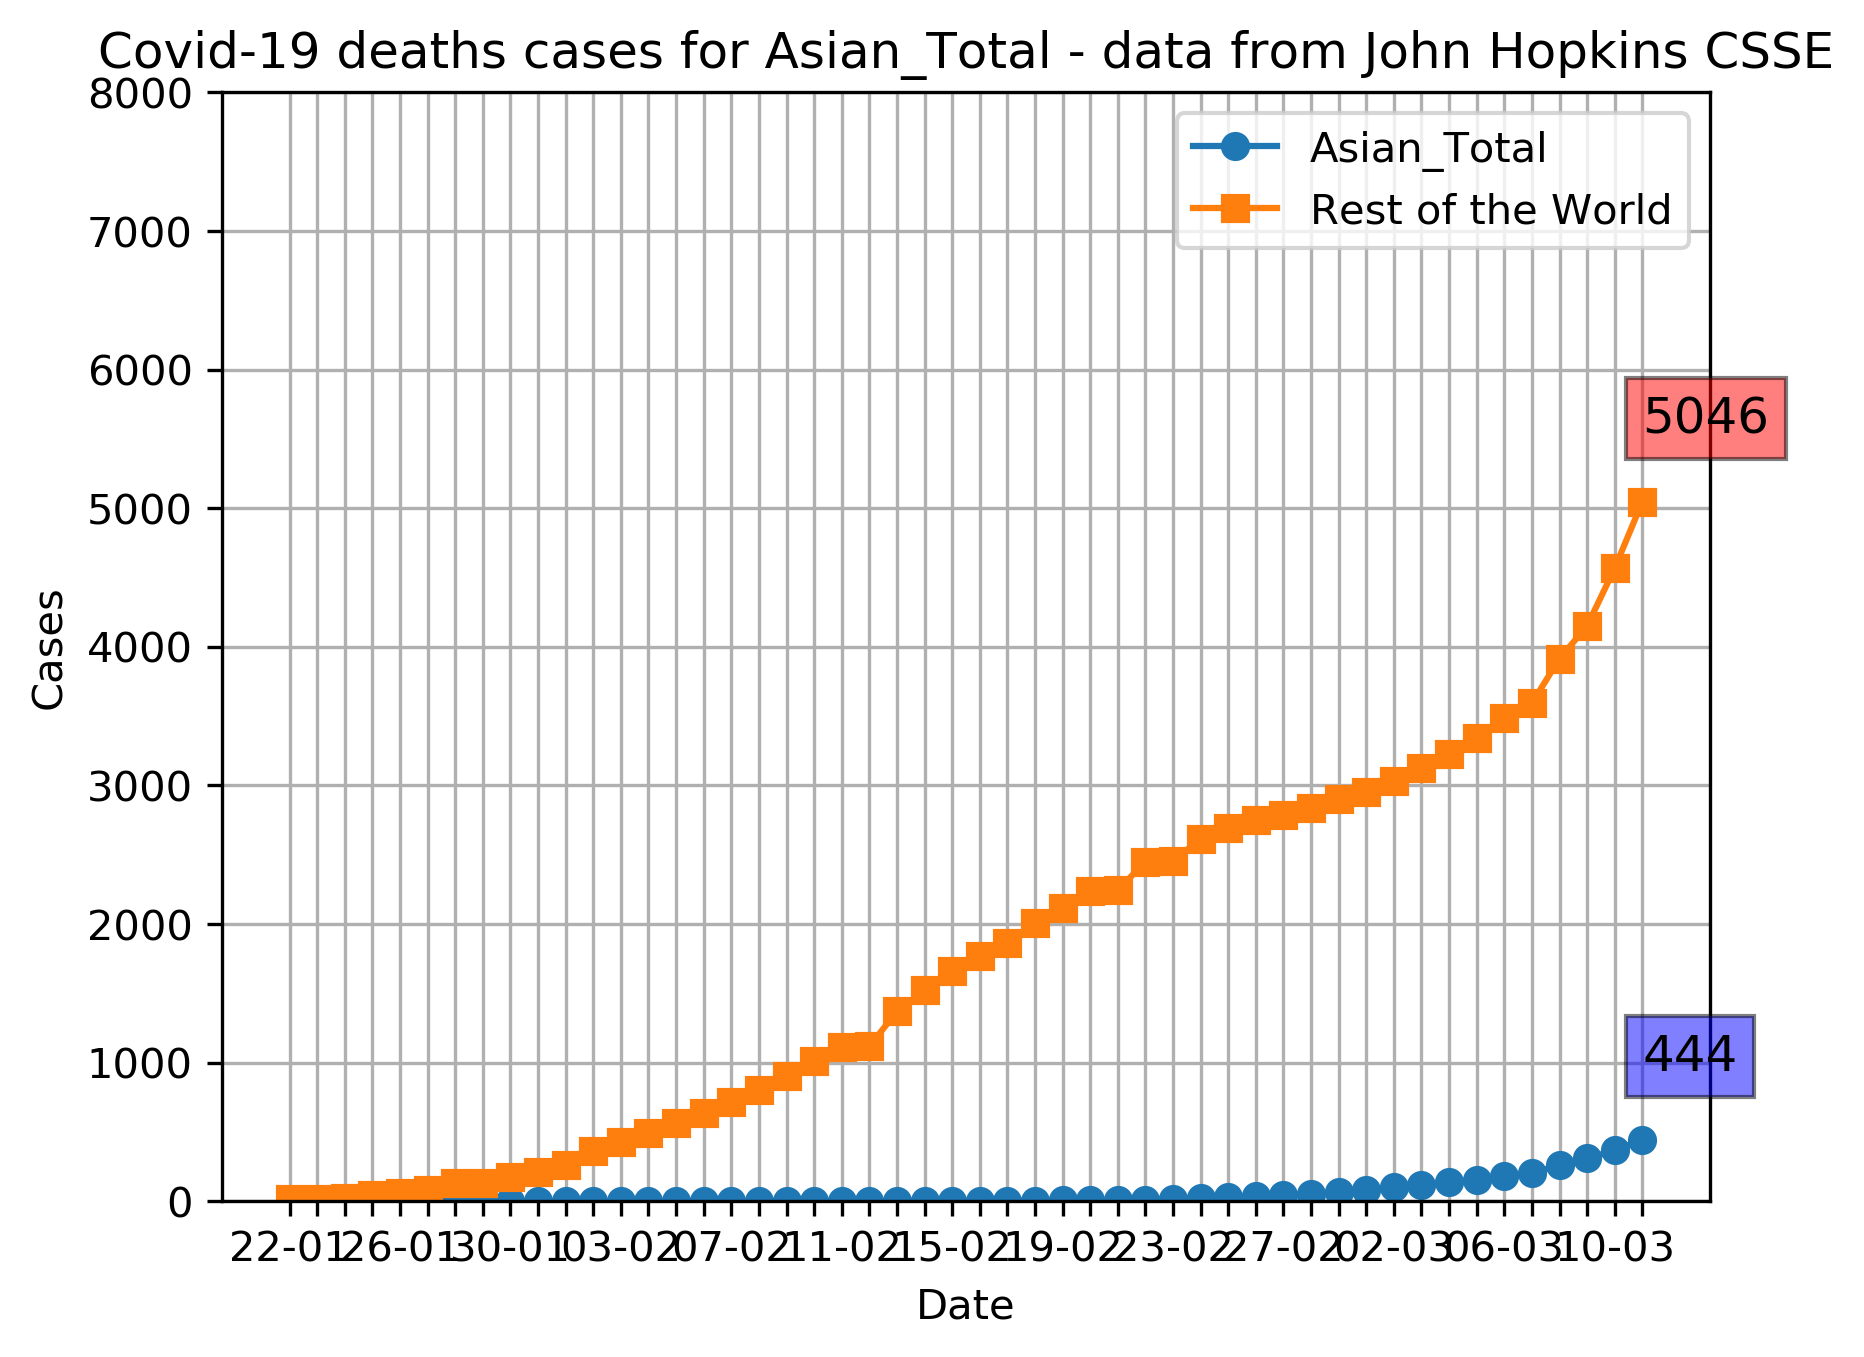 Covid-19 deaths cases for Asian_Total - data from John Hopkins CSSE
8000
7000
6000
5000
4000
3000
2000
1000
0
Cases
Asian_Total
Rest of the World
5046
444
22-01 26-01 30-01 03-02 07-02 11-02 15-02 19-02 23-02 27-02 02-03 06-03 10-03
Date